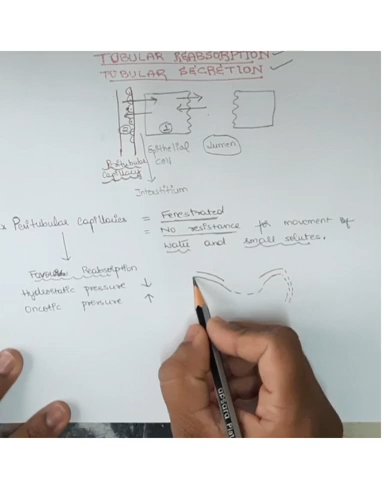 TUBULAR REABSORPTION
TUBULAR SECRETION
Epithelial
cell
Lumen
Peritubular
Capillary
Interstitium
Peritubular capillaries = Fenestrated
= No resistance for movement of
water and small solutes.
Reabsorption
Hydrostatic pressure ↓
Oncotic pressure ↑
apsara